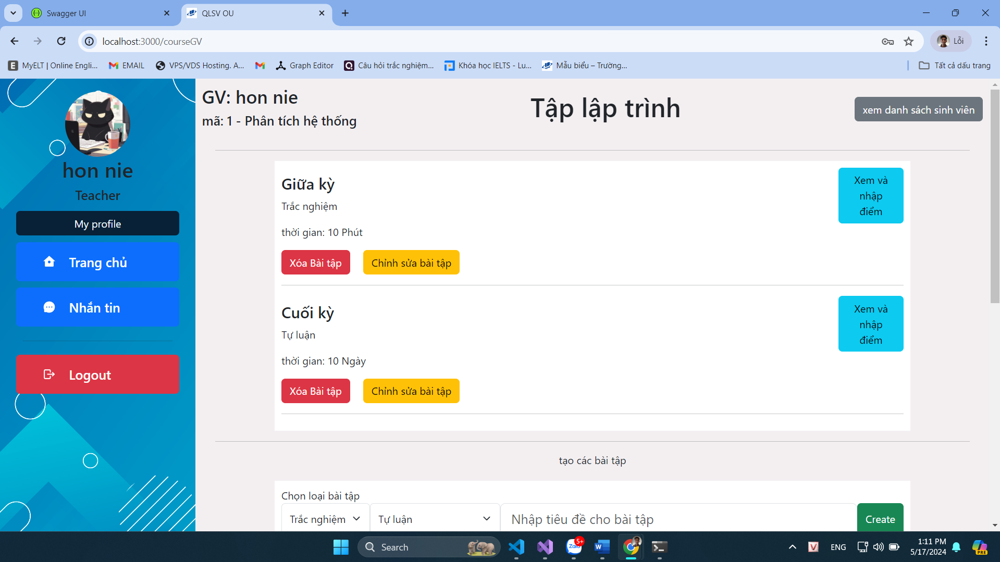 Swagger UI
QLSV OU
localhost:3000/courseGV
Lỗi
MyELT | Online Engli...
EMAIL
VPS/VDS Hosting. A...
Graph Editor
Câu hỏi trắc nghiệm...
Khóa học IELTS - Lu...
Mẫu biểu – Trường...
Tất cả dấu trang
hon nie
Teacher
My profile
Trang chủ
Nhắn tin
Logout
GV: hon nie
mã: 1 - Phân tích hệ thống
Tập lập trình
xem danh sách sinh viên
Giữa kỳ
Trắc nghiệm
thời gian: 10 Phút
Xóa Bài tập
Chỉnh sửa bài tập
Xem và
nhập
điểm
Cuối kỳ
Tự luận
thời gian: 10 Ngày
Xóa Bài tập
Chỉnh sửa bài tập
Xem và
nhập
điểm
tạo các bài tập
Chọn loại bài tập
Trắc nghiệm
Tự luận
Nhập tiêu đề cho bài tập
Create
Search
Zalo
5+
ENG
1:11 PM
5/17/2024
PRE